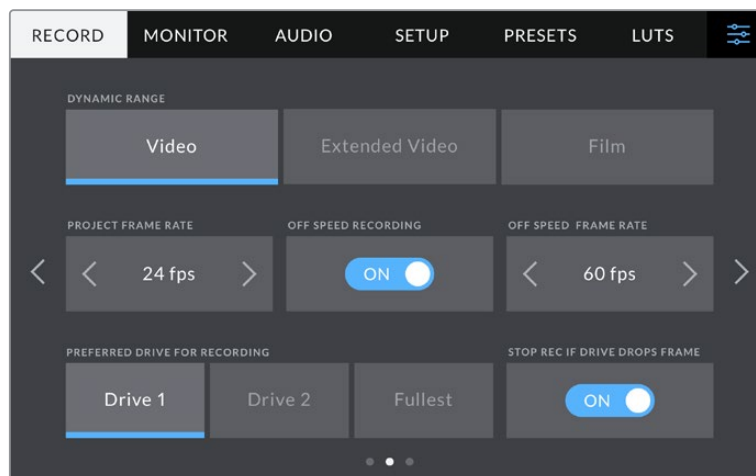 RECORD MONITOR AUDIO SETUP PRESETS LUTS
DYNAMIC RANGE
Video Extended Video Film
PROJECT FRAME RATE OFF SPEED RECORDING OFF SPEED FRAME RATE
24 fps ON 60 fps
PREFERRED DRIVE FOR RECORDING STOP REC IF DRIVE DROPS FRAME
Drive 1 Drive 2 Fullest ON